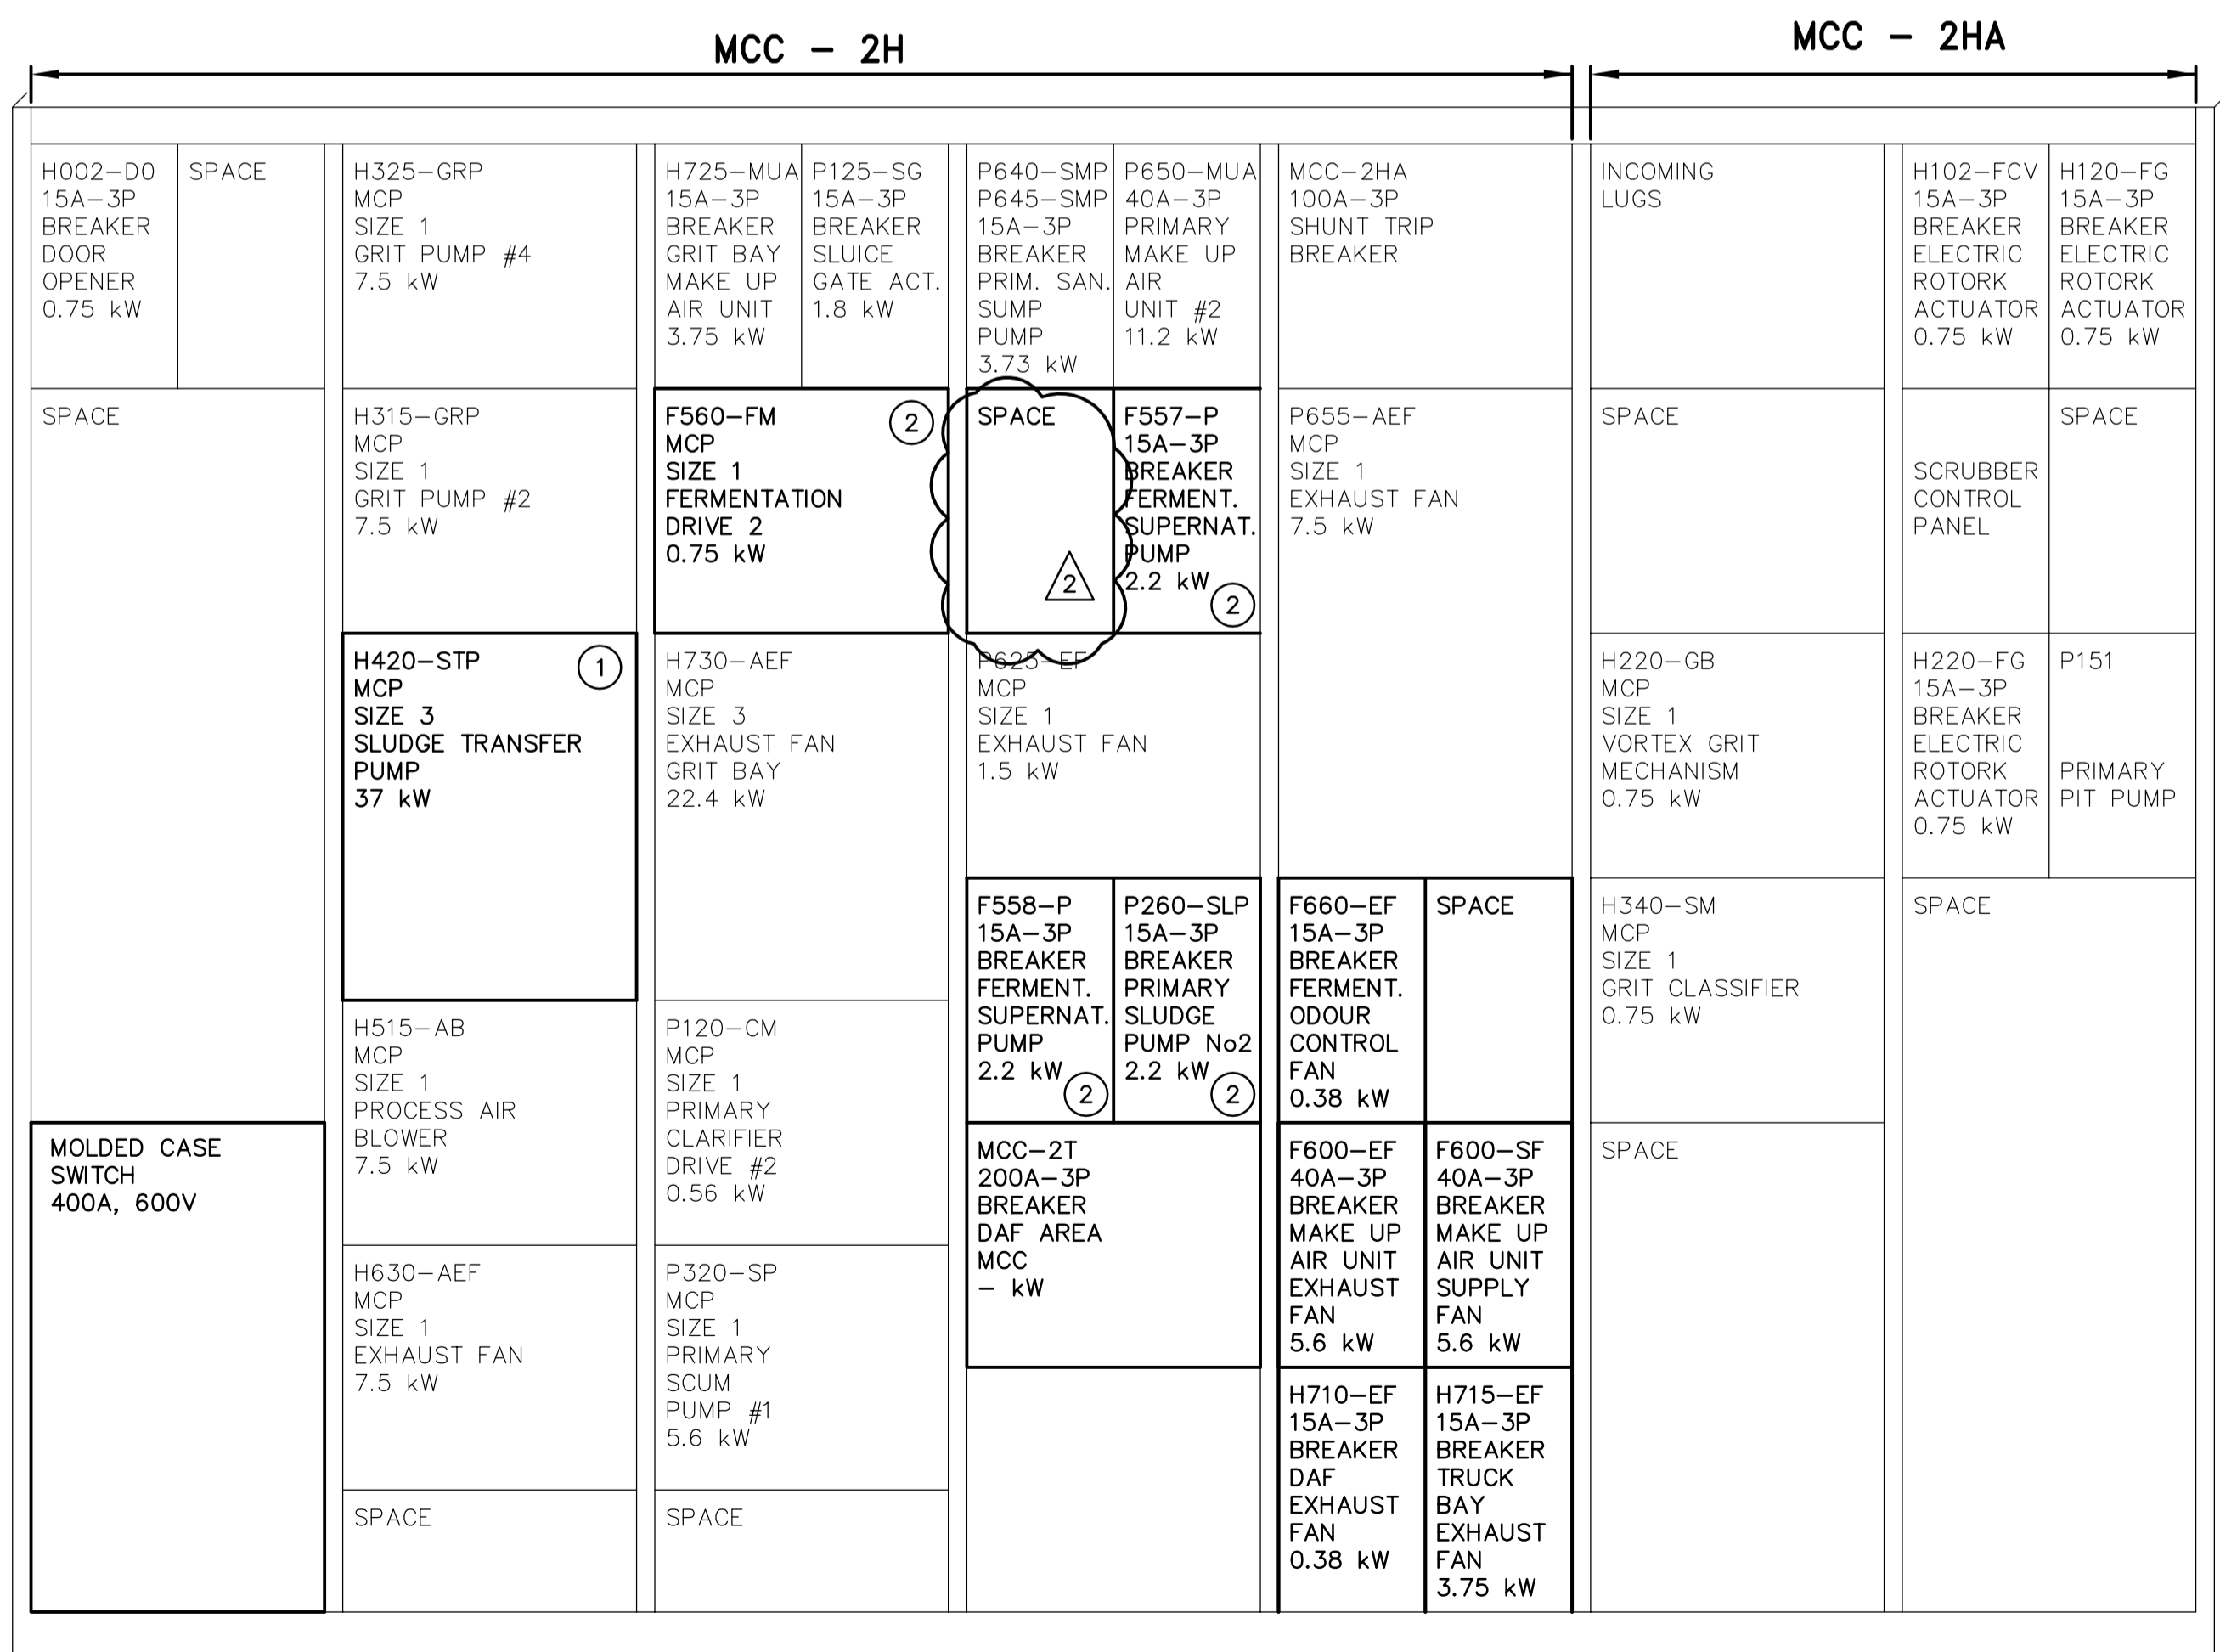 MCC - 2H
MCC - 2HA
H002-DO
15A-3P
BREAKER
DOOR
OPENER
0.75 kW
SPACE
SPACE
MOLDED CASE
SWITCH
400A, 600V
H325-GRP
MCP
SIZE 1
GRIT PUMP #4
7.5 kW
H315-GRP
MCP
SIZE 1
GRIT PUMP #2
7.5 kW
H420-STP
1
MCP
SIZE 3
SLUDGE TRANSFER
PUMP
37 kW
H515-AB
MCP
SIZE 1
PROCESS AIR
BLOWER
7.5 kW
H630-AEF
MCP
SIZE 1
EXHAUST FAN
7.5 kW
SPACE
H725-MUA
15A-3P
BREAKER
GRIT BAY
MAKE UP
AIR UNIT
3.75 kW
P125-SG
15A-3P
BREAKER
SLUICE
GATE ACT.
1.8 kW
F560-FM
2
MCP
SIZE 1
FERMENTATION
DRIVE 2
0.75 kW
H730-AEF
MCP
SIZE 3
EXHAUST FAN
GRIT BAY
22.4 kW
P120-CM
MCP
SIZE 1
PRIMARY
CLARIFIER
DRIVE #2
0.56 kW
P320-SP
MCP
SIZE 1
PRIMARY
SCUM
PUMP #1
5.6 kW
SPACE
P640-SMP
P645-SMP
15A-3P
BREAKER
PRIM. SAN.
SUMP
PUMP
3.73 kW
P650-MUA
40A-3P
PRIMARY
MAKE UP
AIR
UNIT #2
11.2 kW
SPACE
2
F557-P
15A-3P
BREAKER
FERMENT.
SUPERNAT.
PUMP
2.2 kW
2
P625-EF
MCP
SIZE 1
EXHAUST FAN
1.5 kW
F558-P
15A-3P
BREAKER
FERMENT.
SUPERNAT.
PUMP
2.2 kW
2
P260-SLP
15A-3P
BREAKER
PRIMARY
SLUDGE
PUMP No2
2.2 kW
2
MCC-2T
200A-3P
BREAKER
DAF AREA
MCC
- kW
MCC-2HA
100A-3P
SHUNT TRIP
BREAKER
P655-AEF
MCP
SIZE 1
EXHAUST FAN
7.5 kW
F660-EF
15A-3P
BREAKER
FERMENT.
ODOUR
CONTROL
FAN
0.38 kW
SPACE
F600-EF
40A-3P
BREAKER
MAKE UP
AIR UNIT
EXHAUST
FAN
5.6 kW
F600-SF
40A-3P
BREAKER
MAKE UP
AIR UNIT
SUPPLY
FAN
5.6 kW
H710-EF
15A-3P
BREAKER
DAF
EXHAUST
FAN
0.38 kW
H715-EF
15A-3P
BREAKER
TRUCK
BAY
EXHAUST
FAN
3.75 kW
INCOMING
LUGS
SPACE
H220-GB
MCP
SIZE 1
VORTEX GRIT
MECHANISM
0.75 kW
H340-SM
MCP
SIZE 1
GRIT CLASSIFIER
0.75 kW
SPACE
H102-FCV
15A-3P
BREAKER
ELECTRIC
ROTORK
ACTUATOR
0.75 kW
H120-FG
15A-3P
BREAKER
ELECTRIC
ROTORK
ACTUATOR
0.75 kW
SCRUBBER
CONTROL
PANEL
SPACE
H220-FG
15A-3P
BREAKER
ELECTRIC
ROTORK
ACTUATOR
0.75 kW
P151
PRIMARY
PIT PUMP
SPACE